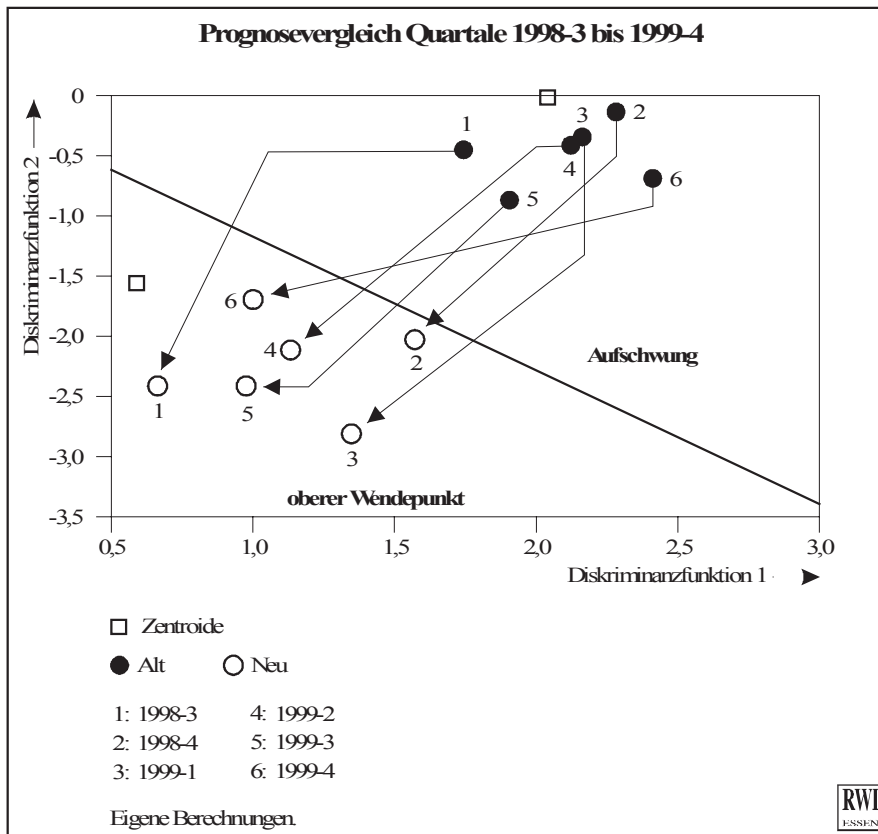 Prognosevergleich Quartale 1998-3 bis 1999-4
Diskriminanzfunktion 2
0
-0,5
-1,0
-1,5
-2,0
-2,5
-3,0
-3,5
0,5
1,0
1,5
2,0
2,5
3,0
Diskriminanzfunktion 1
1
3
2
4
6
5
6
4
2
1
5
3
Aufschwung
oberer Wendepunkt
Zentroide
Alt
Neu
1: 1998-3
4: 1999-2
2: 1998-4
5: 1999-3
3: 1999-1
6: 1999-4
Eigene Berechnungen.
RWI
ESSEN